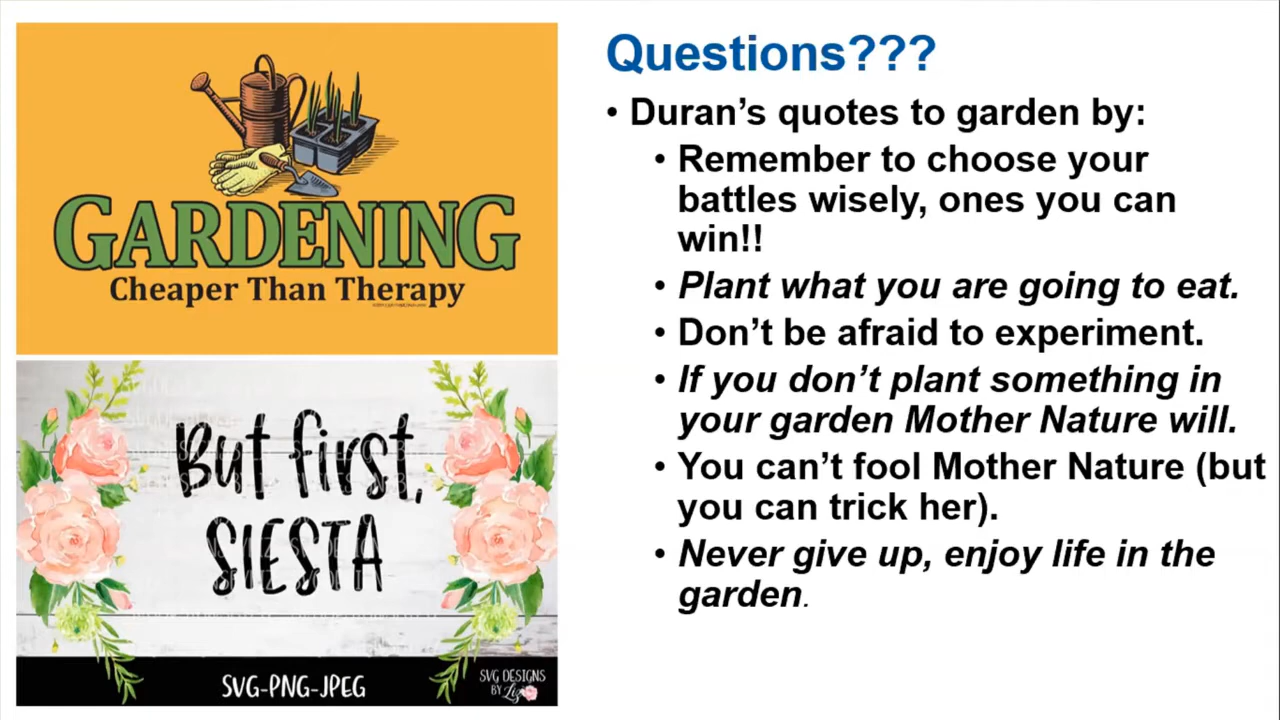 GARDENING
Cheaper Than Therapy
But first,
SIESTA
SVG-PNG-JPEG
SVG DESIGNS
BY Liz
Questions???
• Duran’s quotes to garden by:
• Remember to choose your
battles wisely, ones you can
win!!
• Plant what you are going to eat.
• Don’t be afraid to experiment.
• If you don’t plant something in
your garden Mother Nature will.
• You can’t fool Mother Nature (but
you can trick her).
• Never give up, enjoy life in the
garden.